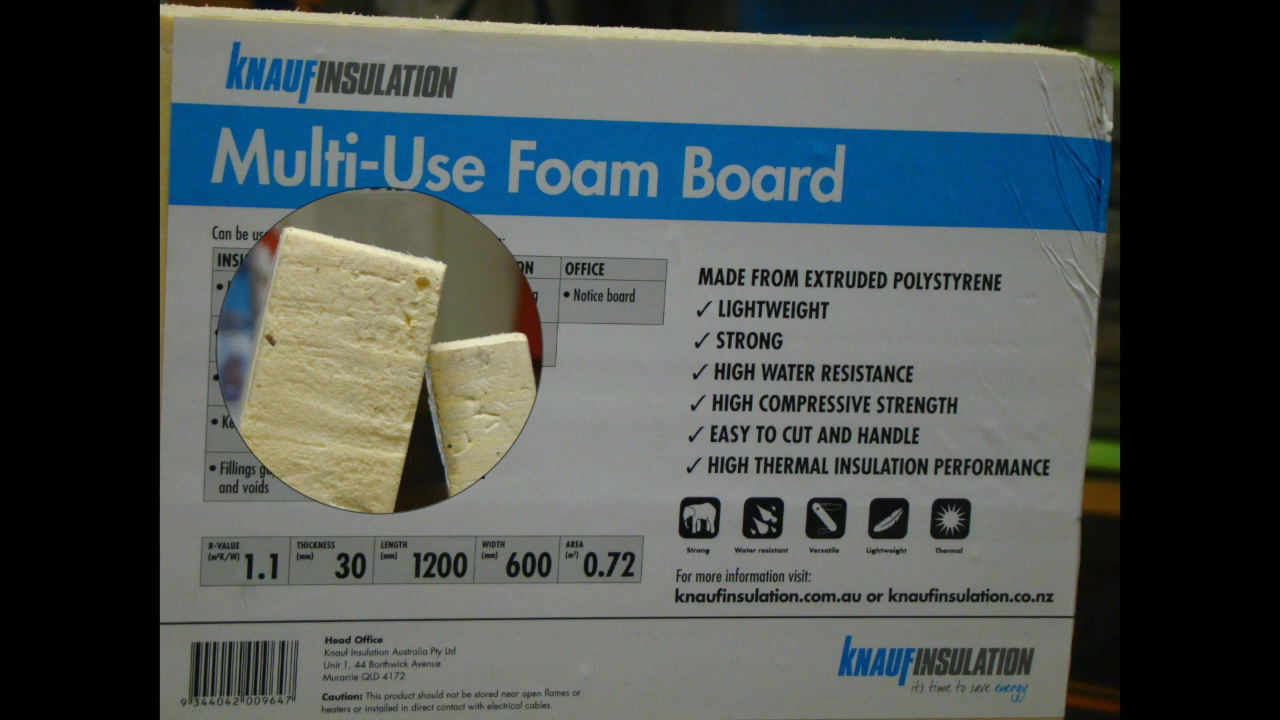 KNAUFINSULATION
Multi-Use Foam Board
Can be
OFFICE
• Notice board
• Fillings
and voids
MADE FROM EXTRUDED POLYSTYRENE
✓ LIGHTWEIGHT
✓ STRONG
✓ HIGH WATER RESISTANCE
✓ HIGH COMPRESSIVE STRENGTH
✓ EASY TO CUT AND HANDLE
✓ HIGH THERMAL INSULATION PERFORMANCE
Strong Water resistant Versatile Lightweight Thermal
R-VALUE (m²K/W) 1.1 THICKNESS (mm) 30 LENGTH (mm) 1200 WIDTH (mm) 600 AREA (m²) 0.72
For more information visit:
knaufinsulation.com.au or knaufinsulation.co.nz
Head Office
Knauf Insulation Australia Pty Ltd
Unit 1, 44 Borthwick Avenue
Murarrie QLD 4172
Caution: This product should not be stored near open flames or
heaters or installed in direct contact with electrical cables.
9 344042 009647
KNAUFINSULATION
it's time to save energy